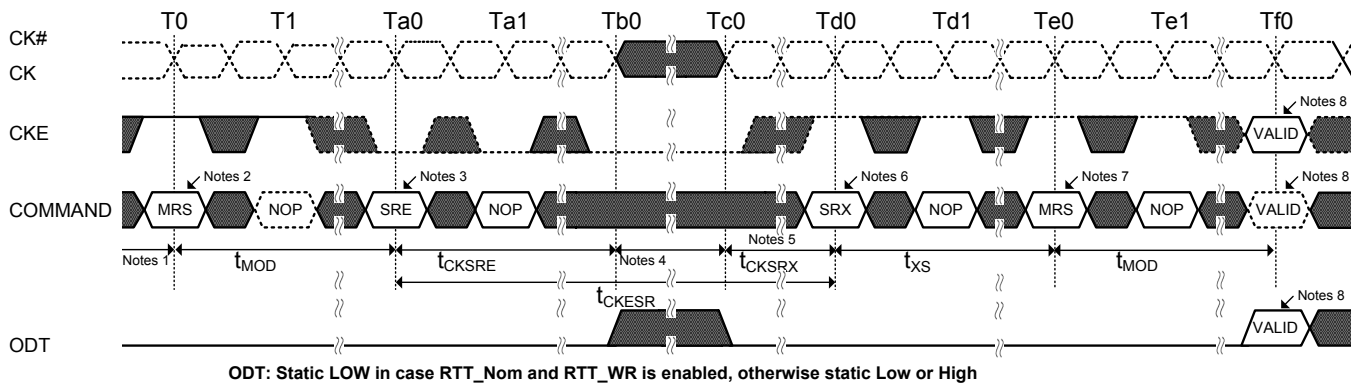 T0 T1 Ta0 Ta1 Tb0 Tc0 Td0 Td1 Te0 Te1 Tf0
CK#
CK
Notes 8
CKE VALID
Notes 2 Notes 3 Notes 6 Notes 7 Notes 8
COMMAND MRS NOP SRE NOP SRX NOP MRS NOP VALID
Notes 1 tMOD tCKSRE Notes 4 Notes 5 tCKSRX tXS tMOD
tCKESR
Notes 8
VALID
ODT
ODT: Static LOW in case RTT_Nom and RTT_WR is enabled, otherwise static Low or High